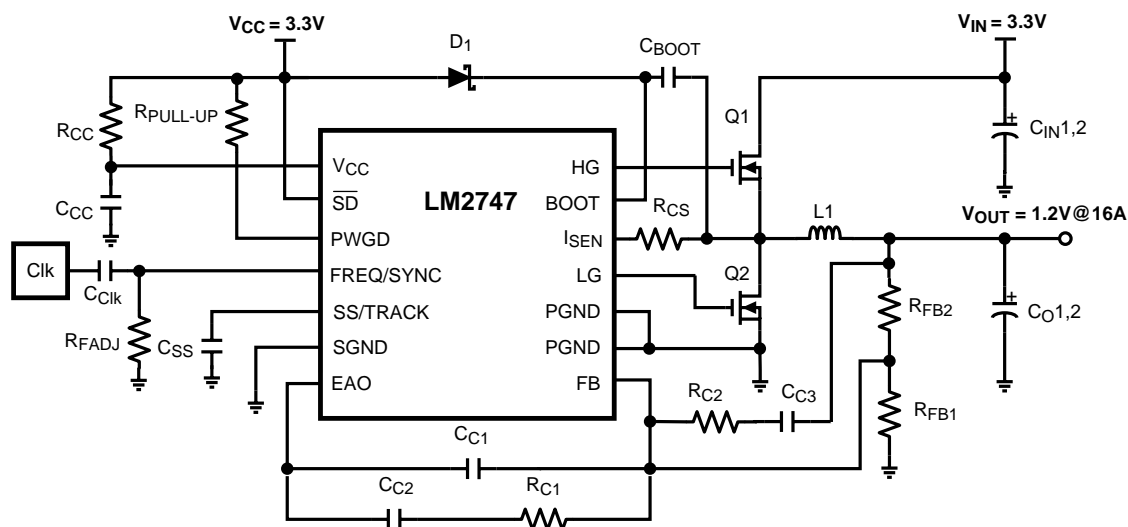 VCC = 3.3V
VIN = 3.3V
D1
CBOOT
RPULL-UP
RCC
Q1
CIN1,2
VCC
HG
LM2747
SD
BOOT
CCC
RCS
L1
VOUT = 1.2V@16A
PWGD
ISEN
Clk
FREQ/SYNC
LG
Q2
CClk
RFB2
SS/TRACK
PGND
CO1,2
RFADJ
CSS
SGND
PGND
EAO
FB
RC2
CC3
RFB1
CC1
CC2
RC1